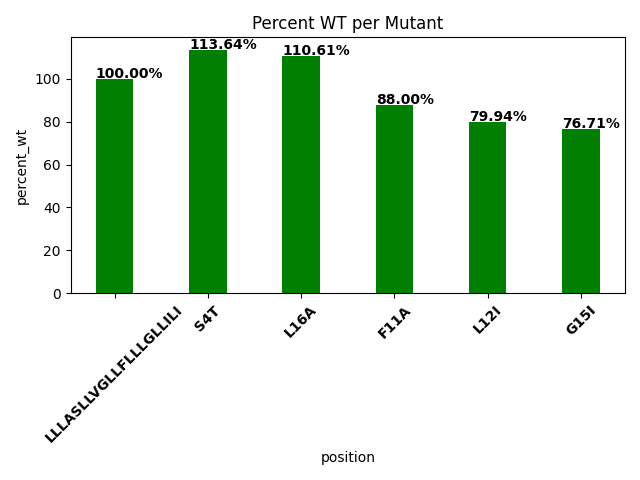 Percent WT per Mutant
percent_wt
100
80
60
40
20
0
100.00%
113.64%
110.61%
88.00%
79.94%
76.71%
LLLASLLVGLLFLLLGLLILI
S4T
L16A
F11A
L12I
G15I
position